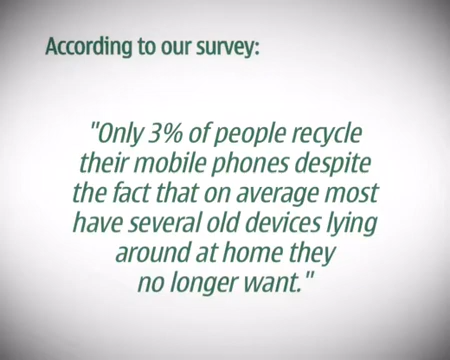 According to our survey:
"Only 3% of people recycle
their mobile phones despite
the fact that on average most
have several old devices lying
around at home they
no longer want."